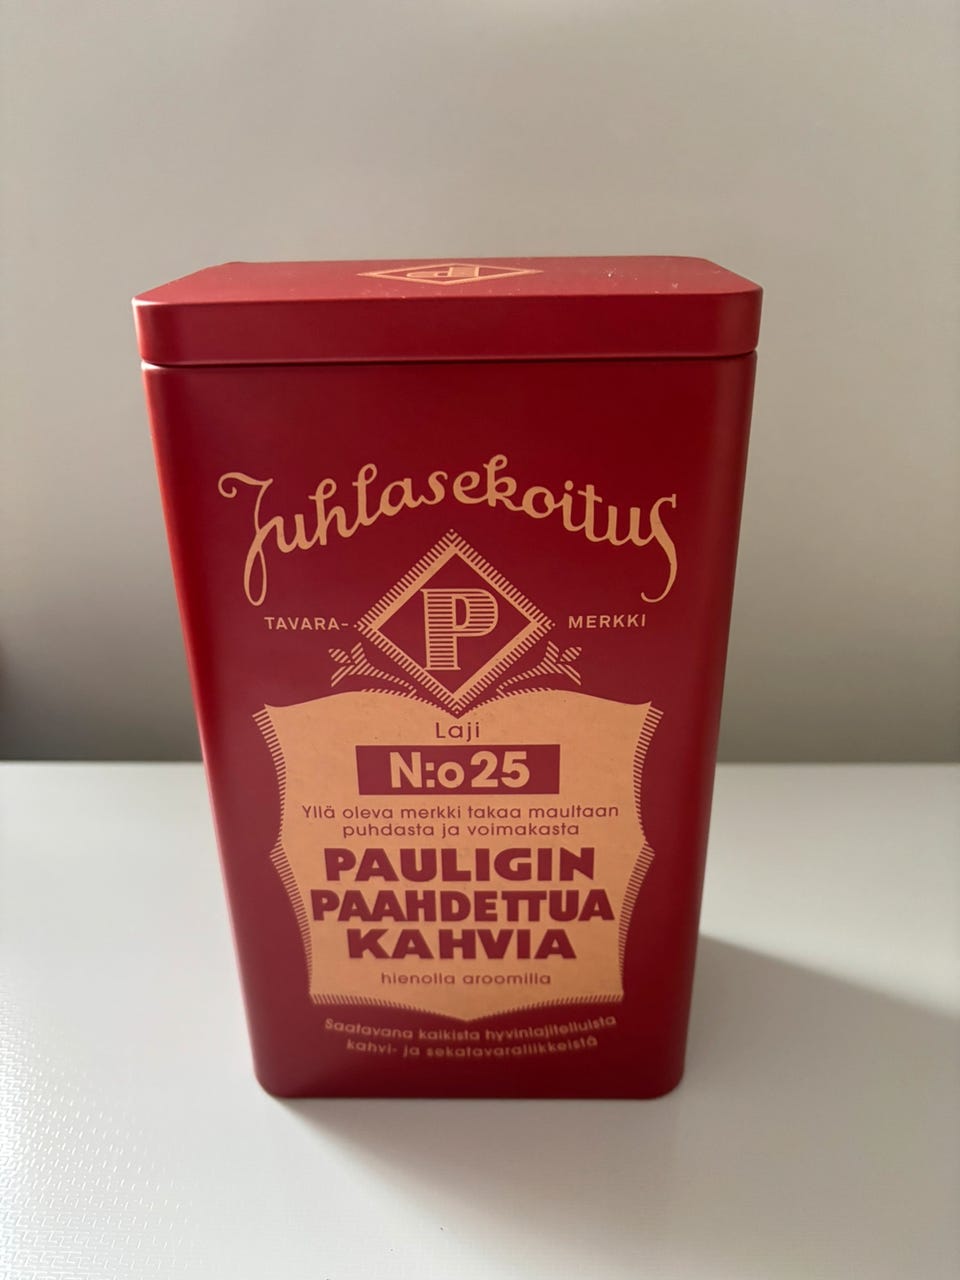 P
Juhlasekoitus
TAVARA- P MERKKI
Laji
N:o 25
Yllä oleva merkki takaa maultaan
puhdasta ja voimakasta
PAULIGIN
PAAHDETTUA
KAHVIA
hienolla aroomilla
Saatavana kaikista hyvinlajitelluista
kahvi- ja sekatavaraliikkeistä